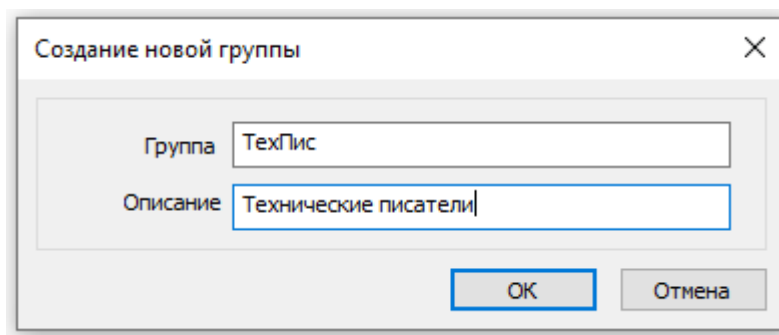 Создание новой группы
Группа ТехПис
Описание Технические писатели
ОК Отмена